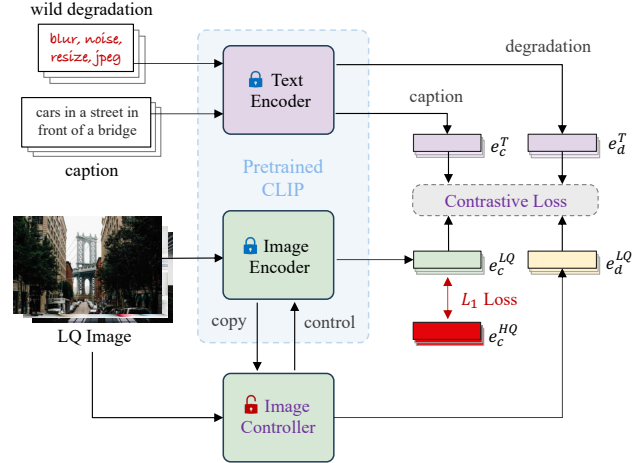 wild degradation
blur, noise,
resize, jpeg
cars in a street in
front of a bridge
caption
Text
Encoder
degradation
caption
e_c^T
e_d^T
Pretrained
CLIP
Contrastive Loss
Image
Encoder
e_c^{LQ}
e_d^{LQ}
L_1 Loss
e_c^{HQ}
LQ Image
copy
control
Image
Controller